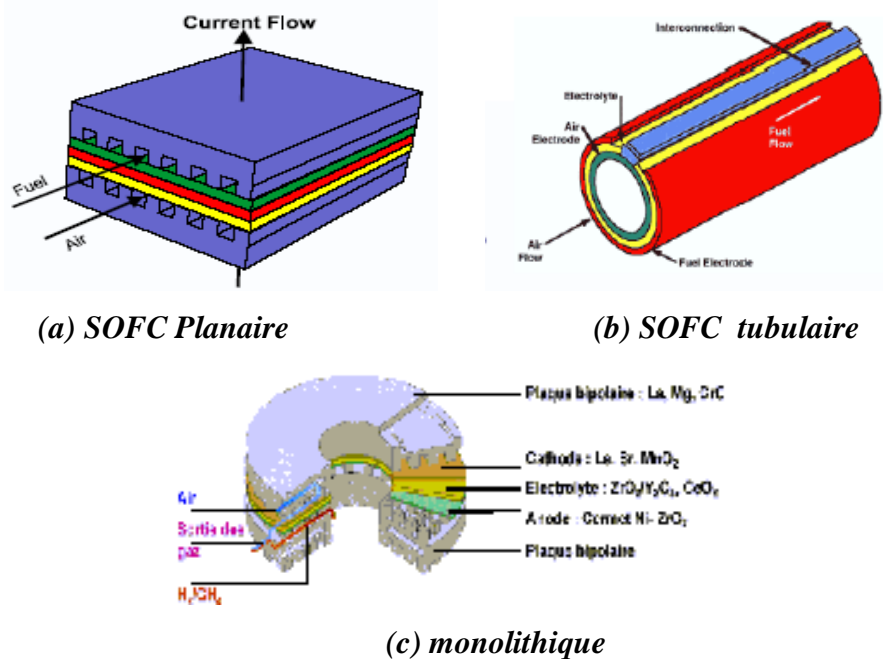 Current Flow
Fuel
Air
Interconnection
Electrolyte
Air
Electrode
Fuel
Flow
Air
Flow
Fuel Electrode
(a) SOFC Planaire
(b) SOFC tubulaire
Plaque bipolaire : La, Mg, CrO
Cathode : La, Sr, MnO₂
Electrolyte : ZrO₂/Y₂O₃, CeO₂
Anode : Cermet Ni- ZrO₂
Plaque bipolaire
Air
Sortie des
gaz
H₂/CH₄
(c) monolithique